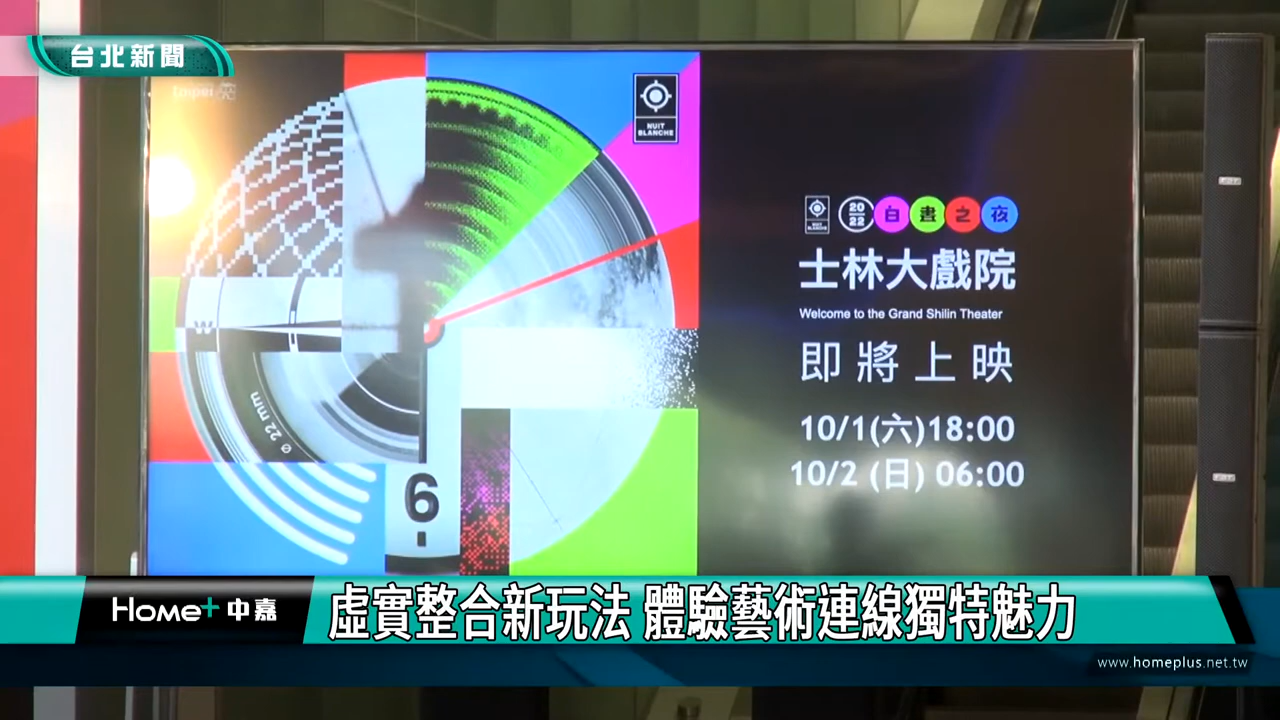 台北新聞
taipei
NUIT
BLANCHE
W
⌀ 22 mm
6
20
22
白晝之夜
士林大戲院
Welcome to the Grand Shilin Theater
即將上映
10/1(六)18:00
10/2 (日) 06:00
Home+ 中嘉
虛實整合新玩法 體驗藝術連線獨特魅力
www.homeplus.net.tw